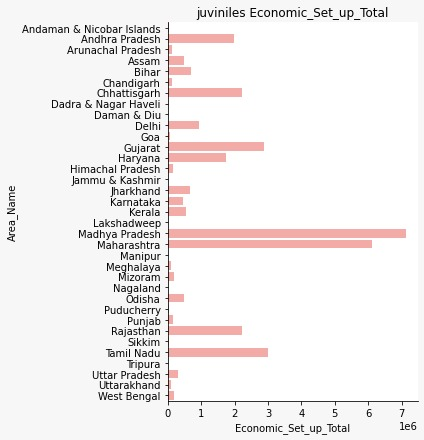 juviniles Economic_Set_up_Total
Andaman & Nicobar Islands
Andhra Pradesh
Arunachal Pradesh
Assam
Bihar
Chandigarh
Chhattisgarh
Dadra & Nagar Haveli
Daman & Diu
Delhi
Goa
Gujarat
Haryana
Himachal Pradesh
Jammu & Kashmir
Jharkhand
Karnataka
Kerala
Lakshadweep
Madhya Pradesh
Maharashtra
Manipur
Meghalaya
Mizoram
Nagaland
Odisha
Puducherry
Punjab
Rajasthan
Sikkim
Tamil Nadu
Tripura
Uttar Pradesh
Uttarakhand
West Bengal
Area_Name
0 1 2 3 4 5 6 7
1e6
Economic_Set_up_Total